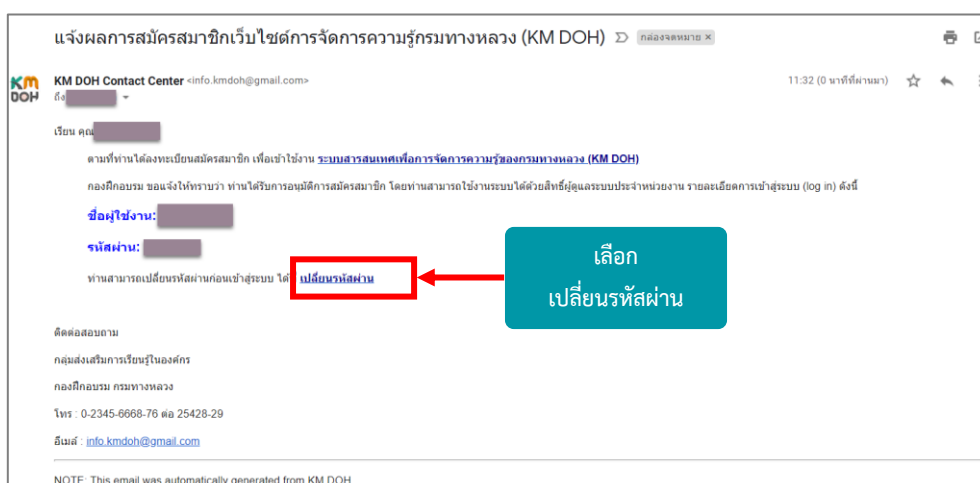 แจ้งผลการสมัครสมาชิกเว็บไซต์การจัดการความรู้กรมทางหลวง (KM DOH) กล่องจดหมาย ×
KM DOH
KM DOH Contact Center <info.kmdoh@gmail.com> 11:32 (0 นาทีที่ผ่านมา)
ถึง
เรียน คุณ
ตามที่ท่านได้ลงทะเบียนสมัครสมาชิก เพื่อเข้าใช้งาน ระบบสารสนเทศเพื่อการจัดการความรู้ของกรมทางหลวง (KM DOH)
กองฝึกอบรม ขอแจ้งให้ทราบว่า ท่านได้รับการอนุมัติการสมัครสมาชิก โดยท่านสามารถใช้งานระบบได้ด้วยสิทธิ์ผู้ดูแลระบบประจำหน่วยงาน รายละเอียดการเข้าสู่ระบบ (log in) ดังนี้
ชื่อผู้ใช้งาน:
รหัสผ่าน:
ท่านสามารถเปลี่ยนรหัสผ่านก่อนเข้าสู่ระบบ ได้ เปลี่ยนรหัสผ่าน
เลือก
เปลี่ยนรหัสผ่าน
ติดต่อสอบถาม
กลุ่มส่งเสริมการเรียนรู้ในองค์กร
กองฝึกอบรม กรมทางหลวง
โทร : 0-2345-6668-76 ต่อ 25428-29
อีเมล์ : info.kmdoh@gmail.com
NOTE: This email was automatically generated from KM DOH